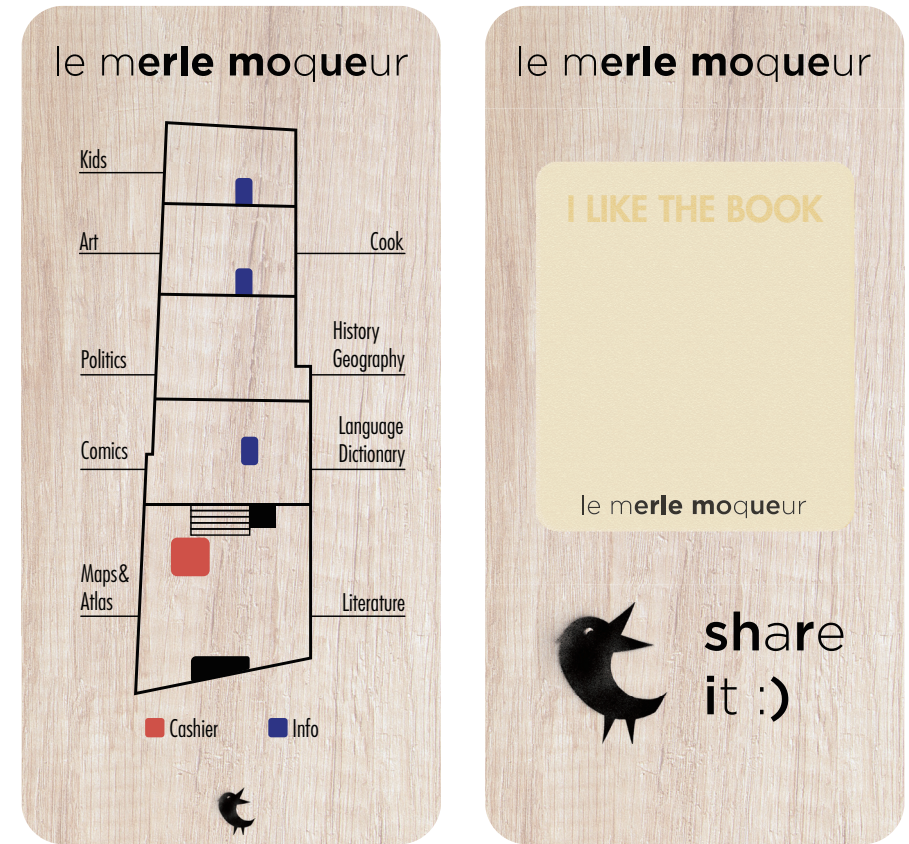 le merle moqueur
Kids
Art
Cook
Politics
History
Geography
Comics
Language
Dictionary
Maps&
Atlas
Literature
Cashier
Info
le merle moqueur
I LIKE THE BOOK
le merle moqueur
share
it :)